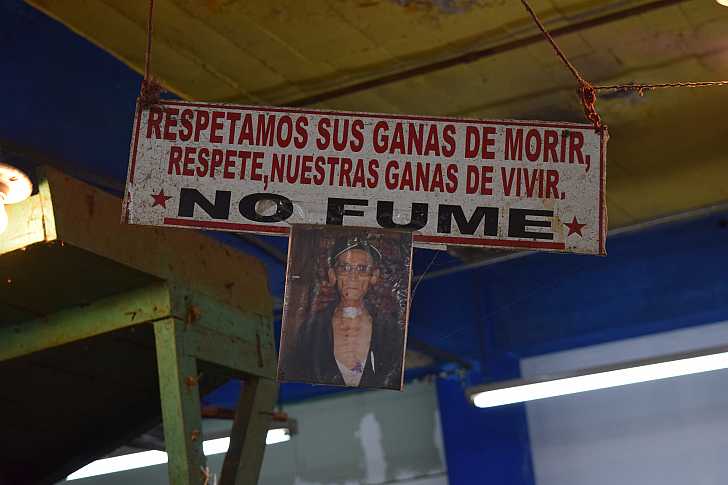 RESPETAMOS SUS GANAS DE MORIR,
RESPETE,NUESTRAS GANAS DE VIVIR.
NO FUME